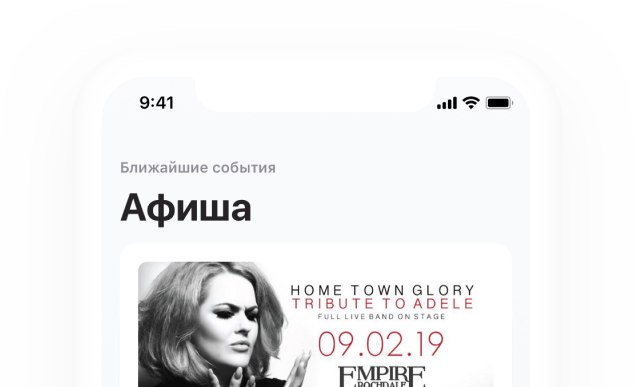 9:41
Ближайшие события
Афиша
HOME TOWN GLORY
TRIBUTE TO ADELE
FULL LIVE BAND ON STAGE
09.02.19
EMPIRE
ROCHDALE